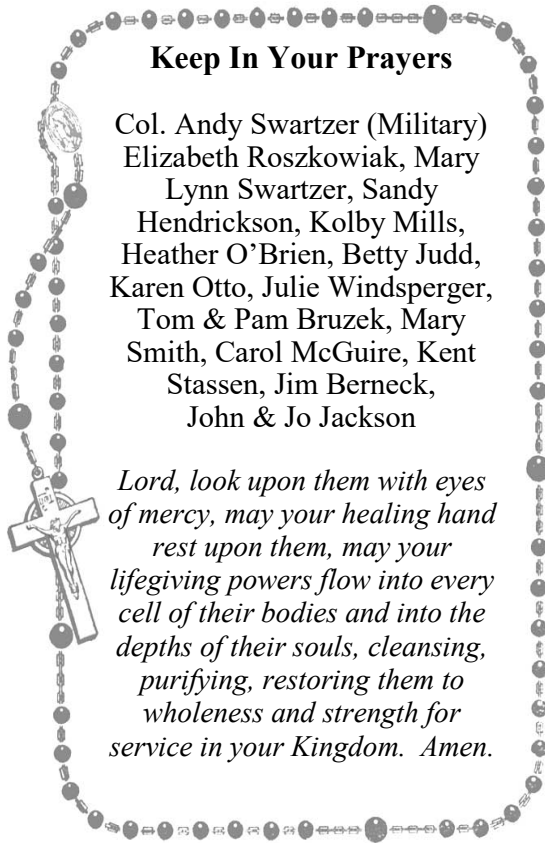 Keep In Your Prayers
Col. Andy Swartzer (Military)
Elizabeth Roszkowiak, Mary
Lynn Swartzer, Sandy
Hendrickson, Kolby Mills,
Heather O’Brien, Betty Judd,
Karen Otto, Julie Windsperger,
Tom & Pam Bruzek, Mary
Smith, Carol McGuire, Kent
Stassen, Jim Berneck,
John & Jo Jackson
Lord, look upon them with eyes
of mercy, may your healing hand
rest upon them, may your
lifegiving powers flow into every
cell of their bodies and into the
depths of their souls, cleansing,
purifying, restoring them to
wholeness and strength for
service in your Kingdom.  Amen.